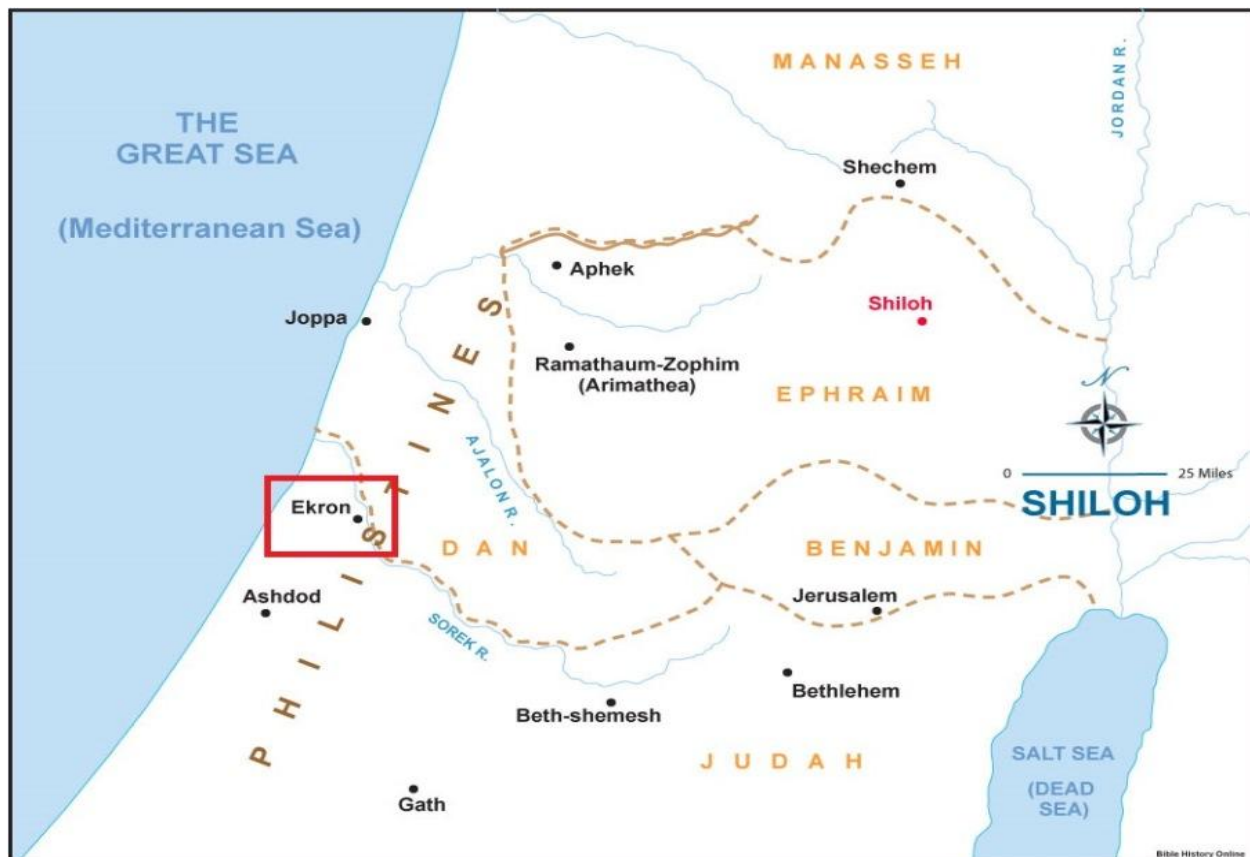 MANASSEH
JORDAN R.
THE
GREAT SEA
(Mediterranean Sea)
Shechem
Aphek
Shiloh
Joppa
Ramathaum-Zophim
(Arimathea)
EPHRAIM
N
PHILISTINES
AJALON R.
0 25 Miles
SHILOH
Ekron
DAN
BENJAMIN
Ashdod
Jerusalem
SOREK R.
Bethlehem
Beth-shemesh
JUDAH
SALT SEA
(DEAD
SEA)
Gath
Bible History Online